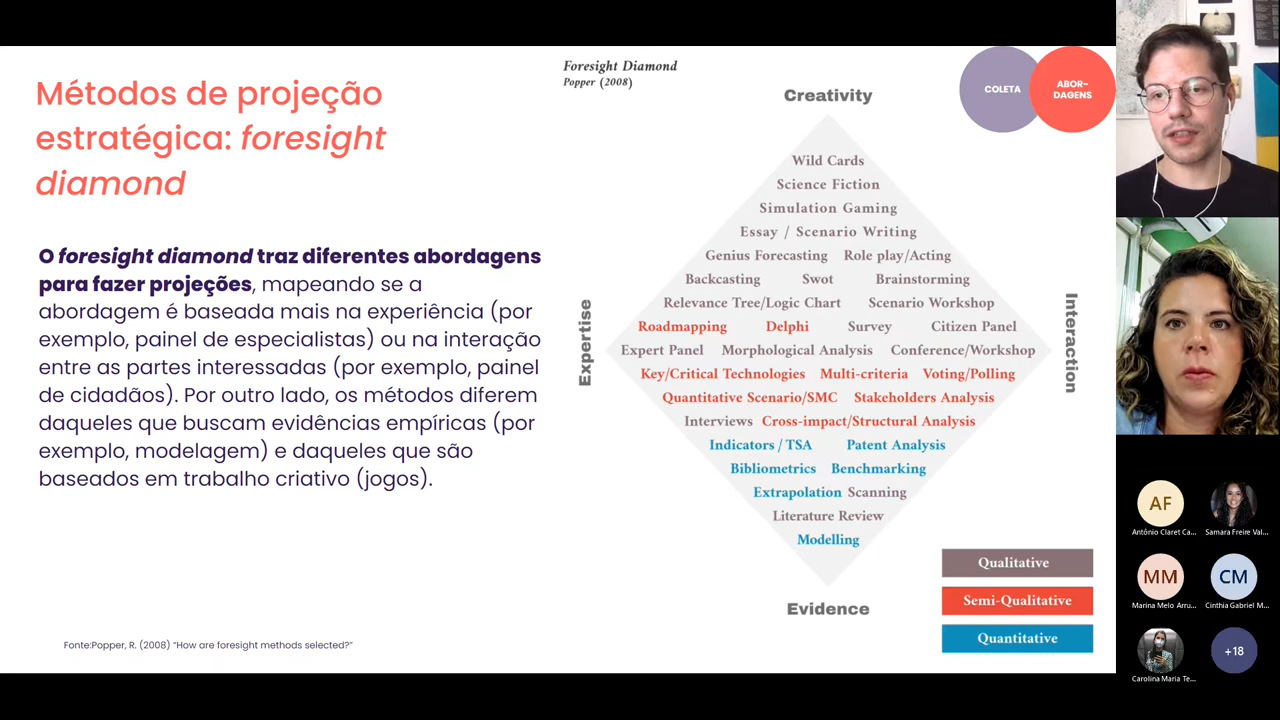 Métodos de projeção
estratégica: foresight
diamond
O foresight diamond traz diferentes abordagens
para fazer projeções, mapeando se a
abordagem é baseada mais na experiência (por
exemplo, painel de especialistas) ou na interação
entre as partes interessadas (por exemplo, painel
de cidadãos). Por outro lado, os métodos diferem
daqueles que buscam evidências empíricas (por
exemplo, modelagem) e daqueles que são
baseados em trabalho criativo (jogos).
Fonte:Popper, R. (2008) “How are foresight methods selected?”
Foresight Diamond
Popper (2008)
COLETA
ABOR-
DAGENS
Creativity
Expertise
Interaction
Wild Cards
Science Fiction
Simulation Gaming
Essay / Scenario Writing
Genius Forecasting Role play/Acting
Backcasting Swot Brainstorming
Relevance Tree/Logic Chart Scenario Workshop
Roadmapping Delphi Survey Citizen Panel
Expert Panel Morphological Analysis Conference/Workshop
Key/Critical Technologies Multi-criteria Voting/Polling
Quantitative Scenario/SMC Stakeholders Analysis
Interviews Cross-impact/Structural Analysis
Indicators / TSA Patent Analysis
Bibliometrics Benchmarking
Extrapolation Scanning
Literature Review
Modelling
Evidence
Qualitative
Semi-Qualitative
Quantitative
AF
Antônio Claret Ca...
Samara Freire Val...
MM
Marina Melo Arru...
CM
Cinthia Gabriel M...
Carolina Maria Te...
+18